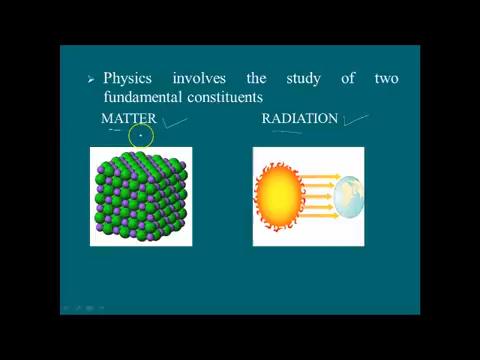 Physics involves the study of two
fundamental constituents
MATTER RADIATION